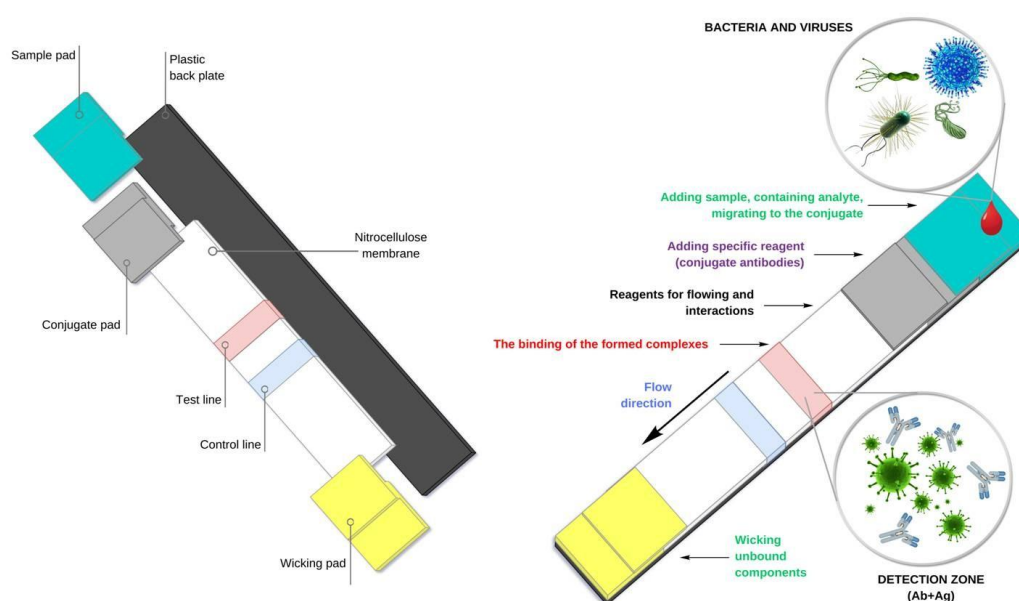 Sample pad
Plastic
back plate
Nitrocellulose
membrane
Conjugate pad
Test line
Control line
Wicking pad
BACTERIA AND VIRUSES
Adding sample, containing analyte,
migrating to the conjugate
Adding specific reagent
(conjugate antibodies)
Reagents for flowing and
interactions
The binding of the formed complexes
Flow
direction
Wicking
unbound
components
DETECTION ZONE
(Ab+Ag)